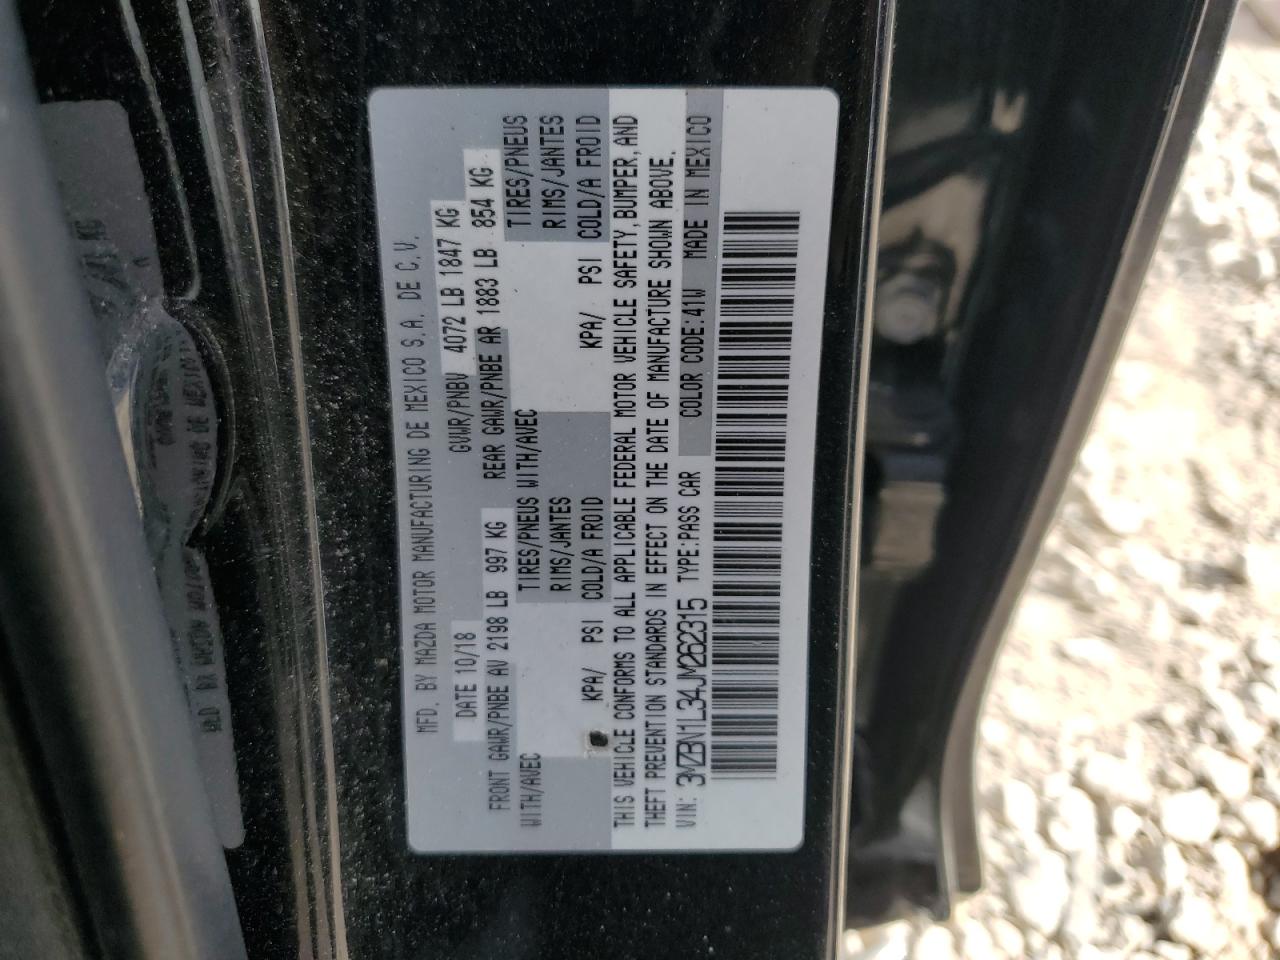 MFD. BY MAZDA MOTOR MANUFACTURING DE MEXICO S.A. DE C.V.
DATE 10/18 GVWR/PNBV 4072 LB 1847 KG
FRONT GAWR/PNBE AV 2198 LB 997 KG REAR GAWR/PNBE AR 1883 LB 854 KG
WITH/AVEC TIRES/PNEUS WITH/AVEC TIRES/PNEUS
RIMS/JANTES RIMS/JANTES
KPA/ PSI COLD/A FROID KPA/ PSI COLD/A FROID
THIS VEHICLE CONFORMS TO ALL APPLICABLE FEDERAL MOTOR VEHICLE SAFETY, BUMPER, AND
THEFT PREVENTION STANDARDS IN EFFECT ON THE DATE OF MANUFACTURE SHOWN ABOVE.
VIN: 3MZBN1L34JM262315 TYPE:PASS CAR COLOR CODE:41W MADE IN MEXICO